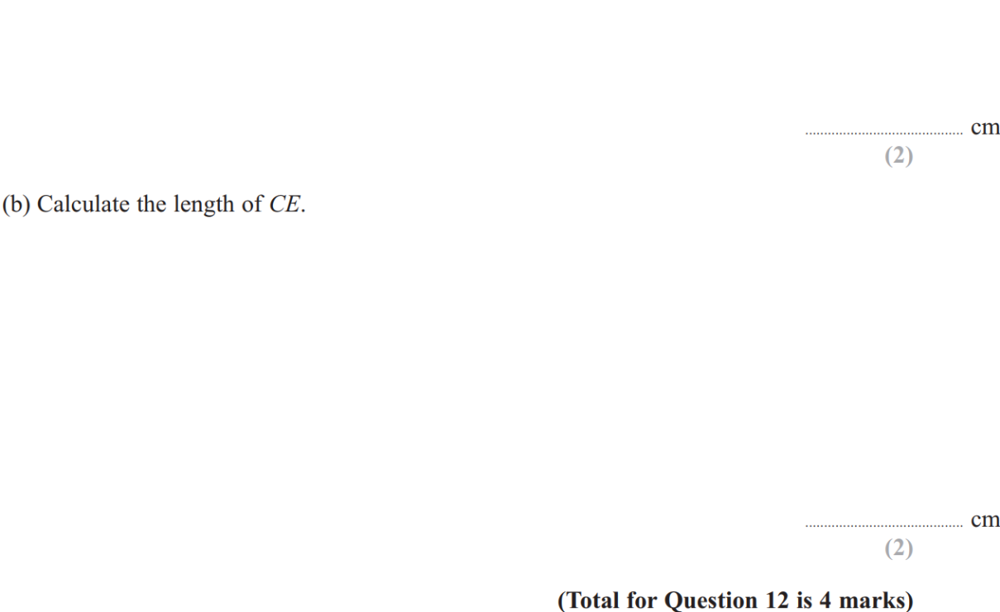 .......................................... cm
(2)
(b) Calculate the length of CE.
.......................................... cm
(2)
(Total for Question 12 is 4 marks)